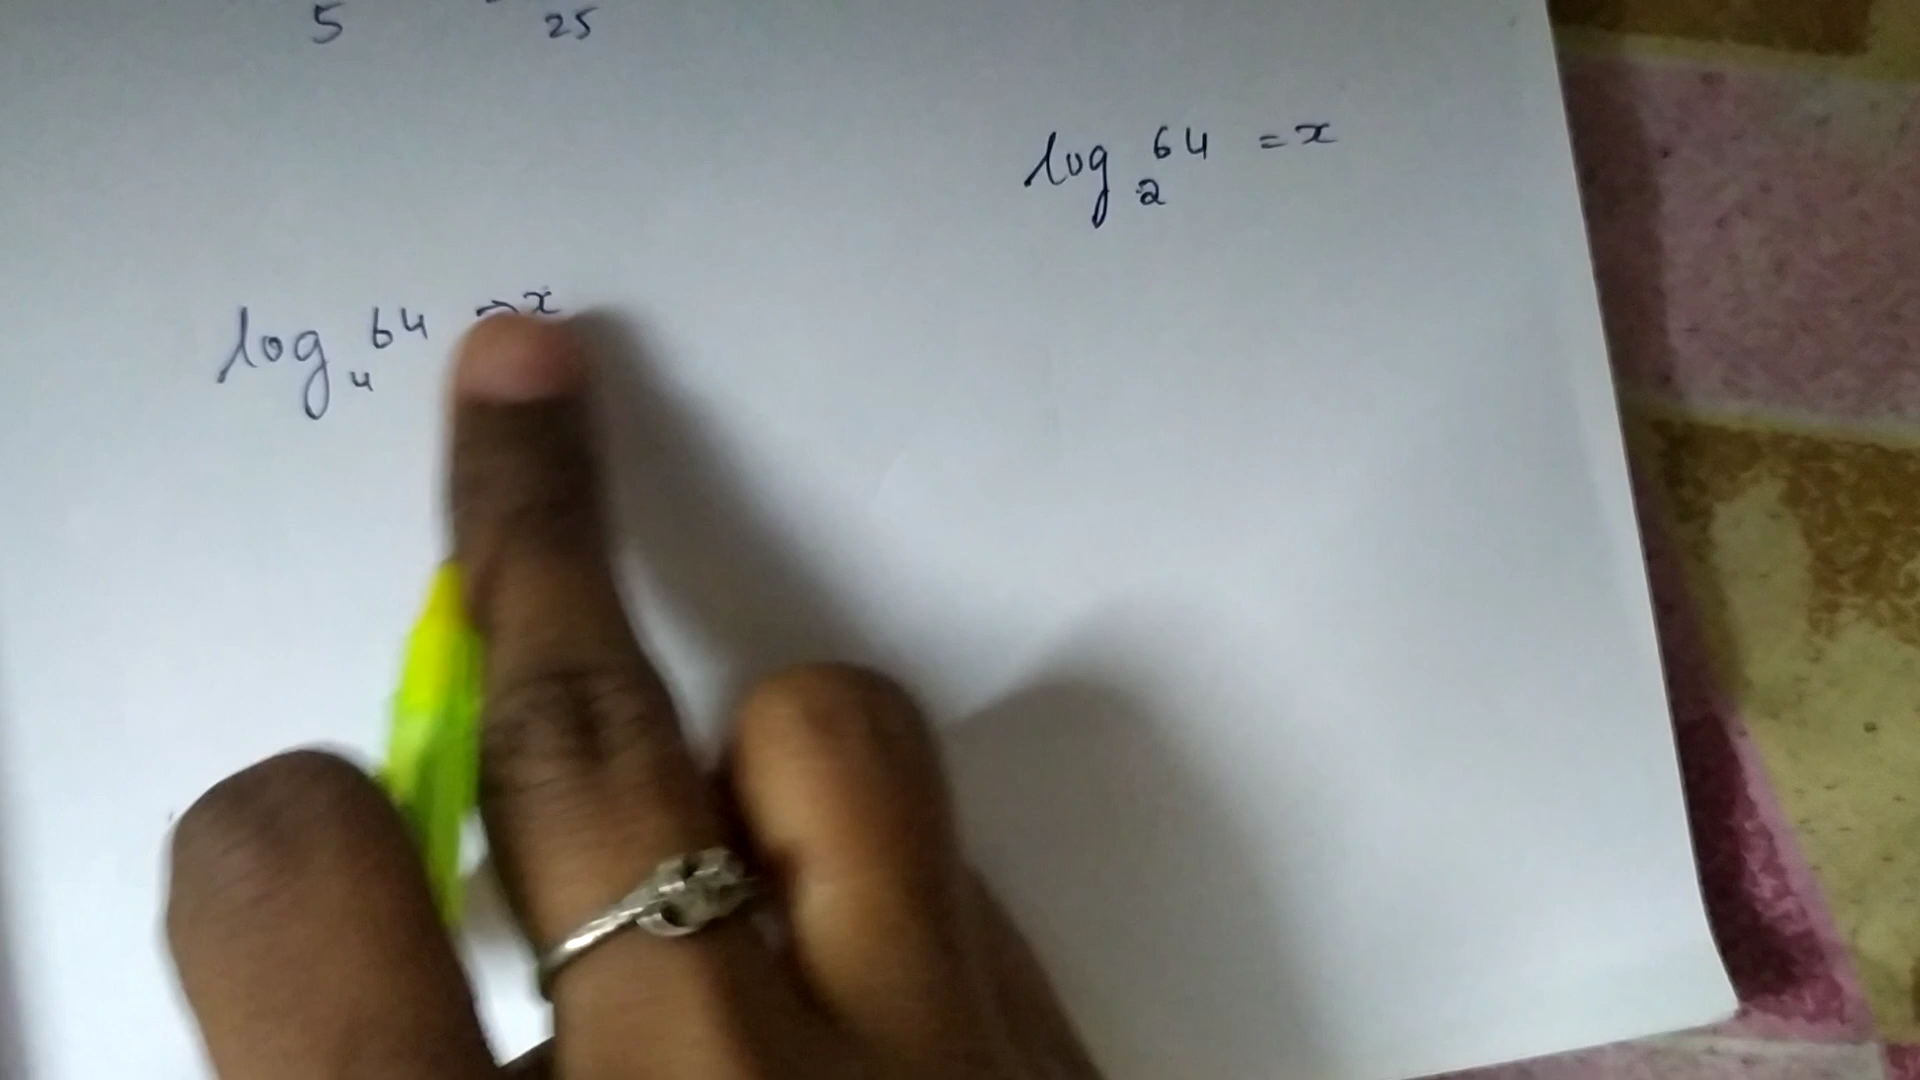 5 25
log₂ 64 = x
log₄ 64 = x